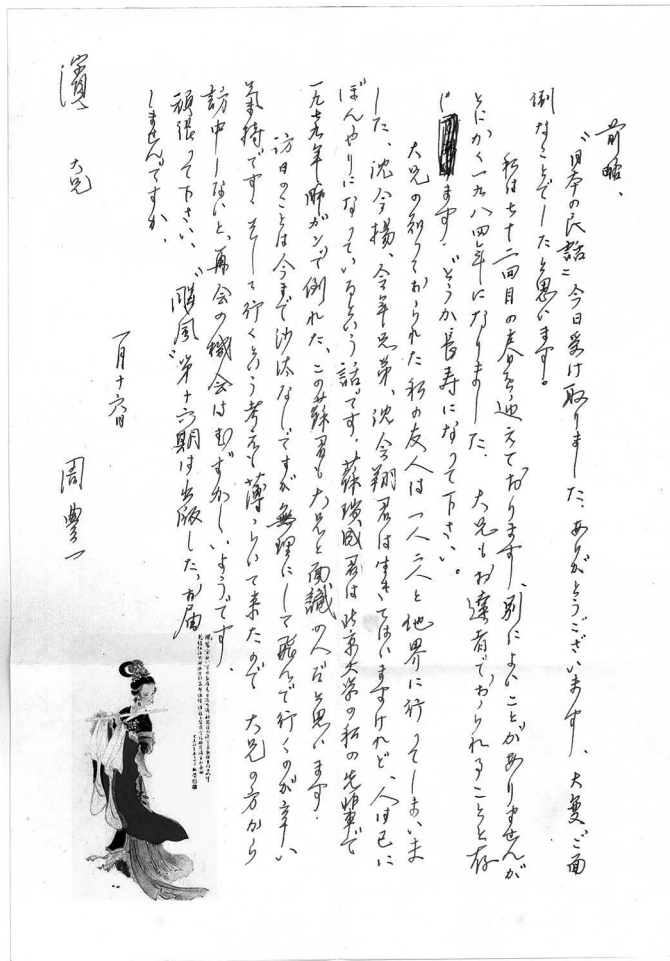 前略、
"日本の民話" 今日受け取りました、ありがとうございます、大変ご面
倒なことでしたと思います。
私は七十二回目の春を迎えております、別によいことがありませんが
とにかく一九八四年になりました、大兄もお達者でおられることと存
じます、どうか長寿になって下さい。
大兄の知っておられた私の友人は一人二人と他界に行ってしまいま
した、沈令揚、令年兄弟、沈令翔君は生きてはいますけれど、人は已に
ぼんやりになっているという話です、蘇瑞成君は北京大学の私の先輩で
一九七九年肺ガンで倒れた、この蘇君も大兄と面識の人だと思います.
訪日のことは今まで沙汰なしですが無理にして飛んで行くのが辛い
気持です、そして行くという考えも薄らいで来たので 大兄の方から
訪中しないと、再会の機会はむずかしいようです.
頑張って下さい、"颱風"第十六期は出版した、お届
しませんですか、
一月十六日 周豊一
濱 大兄